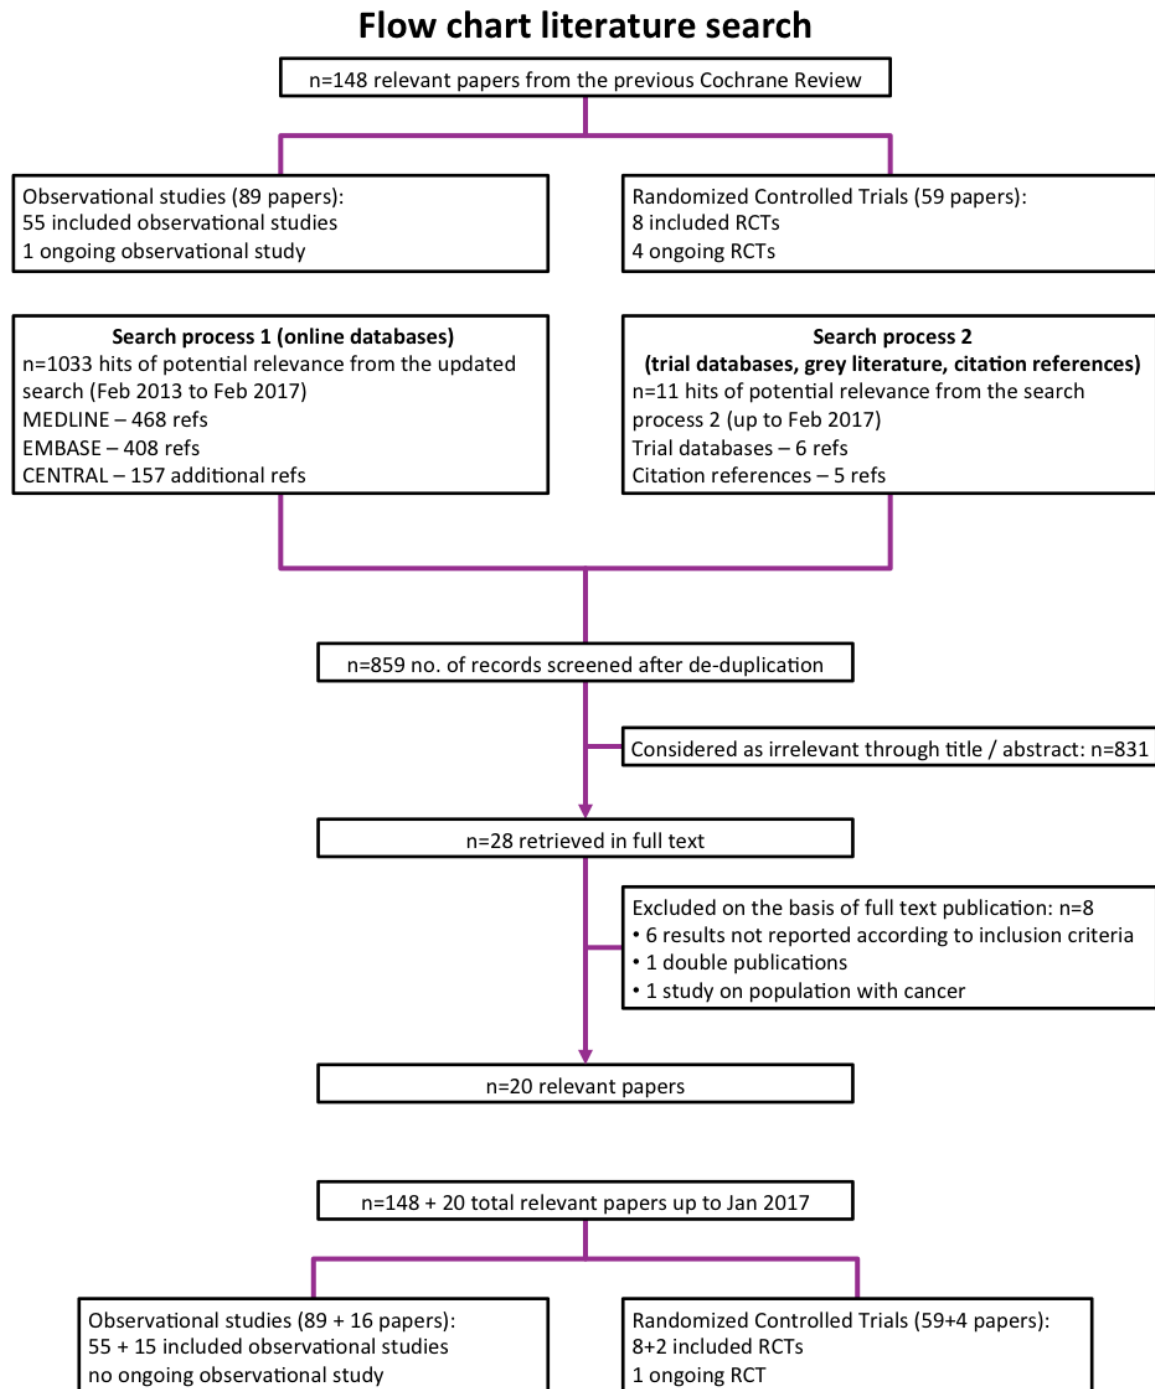 Flow chart literature search
n=148 relevant papers from the previous Cochrane Review
Observational studies (89 papers):
55 included observational studies
1 ongoing observational study
Randomized Controlled Trials (59 papers):
8 included RCTs
4 ongoing RCTs
Search process 1 (online databases)
n=1033 hits of potential relevance from the updated
search (Feb 2013 to Feb 2017)
MEDLINE – 468 refs
EMBASE – 408 refs
CENTRAL – 157 additional refs
Search process 2
(trial databases, grey literature, citation references)
n=11 hits of potential relevance from the search
process 2 (up to Feb 2017)
Trial databases – 6 refs
Citation references – 5 refs
n=859 no. of records screened after de-duplication
Considered as irrelevant through title / abstract: n=831
n=28 retrieved in full text
Excluded on the basis of full text publication: n=8
• 6 results not reported according to inclusion criteria
• 1 double publications
• 1 study on population with cancer
n=20 relevant papers
n=148 + 20 total relevant papers up to Jan 2017
Observational studies (89 + 16 papers):
55 + 15 included observational studies
no ongoing observational study
Randomized Controlled Trials (59+4 papers):
8+2 included RCTs
1 ongoing RCT